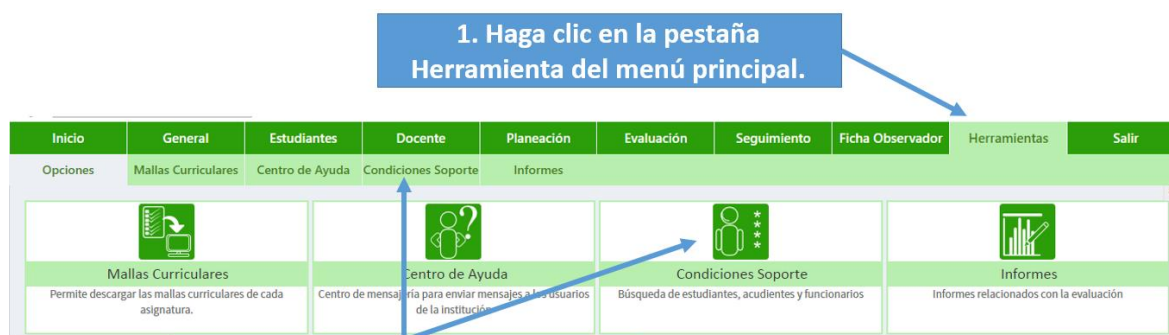 1. Haga clic en la pestaña
Herramienta del menú principal.
Inicio General Estudiantes Docente Planeación Evaluación Seguimiento Ficha Observador Herramientas Salir
Opciones Mallas Curriculares Centro de Ayuda Condiciones Soporte Informes
Mallas Curriculares Centro de Ayuda Condiciones Soporte Informes
Permite descargar las mallas curriculares de cada Centro de mensajería para enviar mensajes a los usuarios Búsqueda de estudiantes, acudientes y funcionarios Informes relacionados con la evaluación
asignatura. de la institución